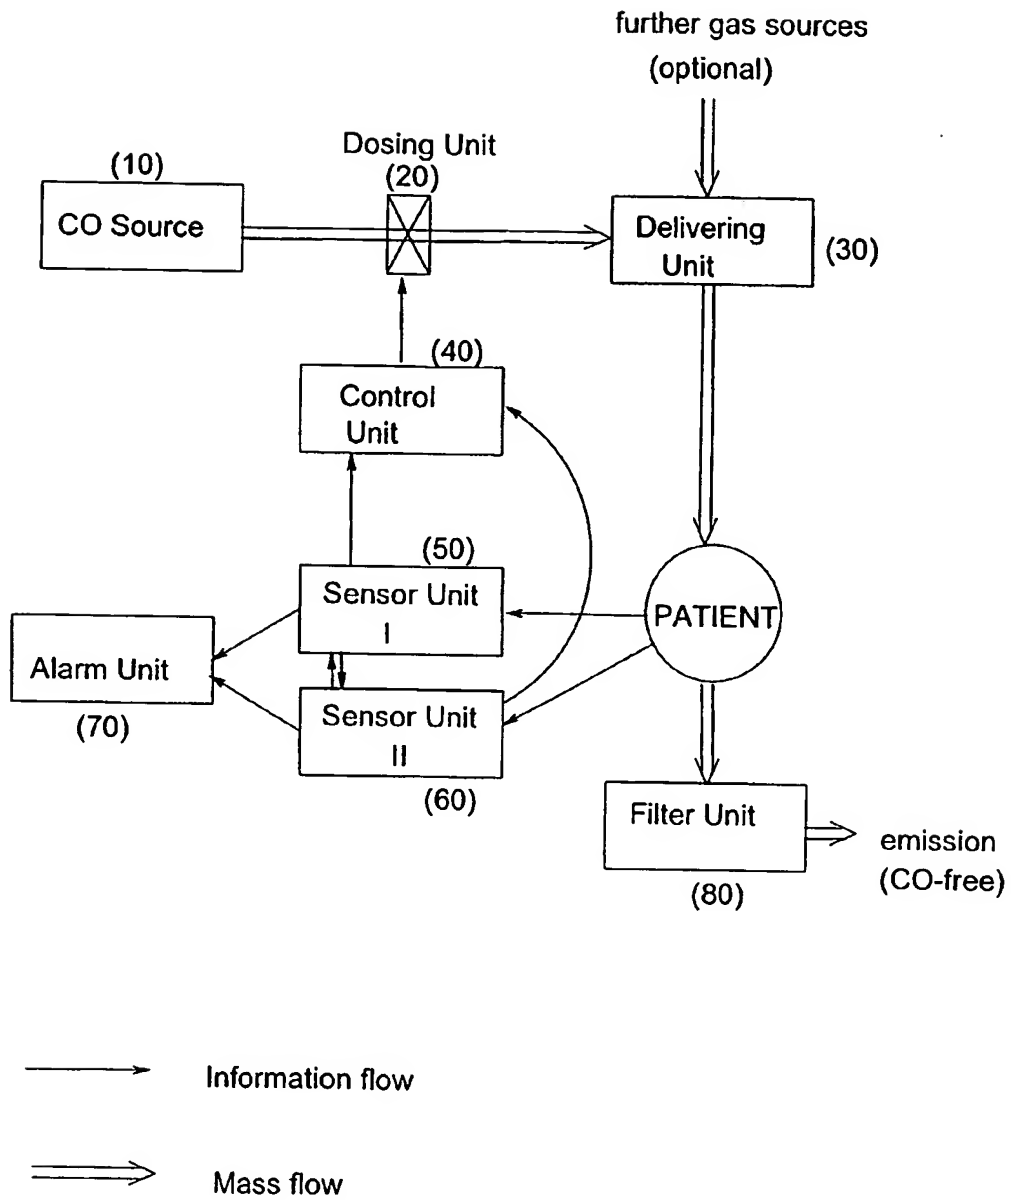 further gas sources
(optional)
Dosing Unit
(20)
(10)
CO Source
Delivering
Unit
(30)
(40)
Control
Unit
(50)
Sensor Unit
I
PATIENT
Alarm Unit
(70)
Sensor Unit
II
(60)
Filter Unit
(80)
emission
(CO-free)
Information flow
Mass flow